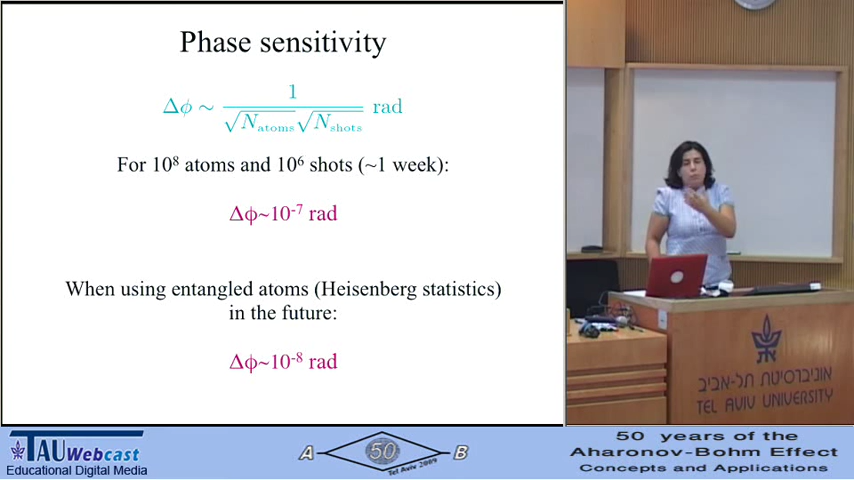 Phase sensitivity
Δϕ ∼ 1 / √N_atoms √N_shots rad
For 10⁸ atoms and 10⁶ shots (~1 week):
Δϕ~10⁻⁷ rad
When using entangled atoms (Heisenberg statistics)
in the future:
Δϕ~10⁻⁸ rad
אוניברסיטת תל-אביב
TEL AVIV UNIVERSITY
TAU Webcast
Educational Digital Media
A 50 B
Tel Aviv 2009
50 years of the
Aharonov-Bohm Effect
Concepts and Applications